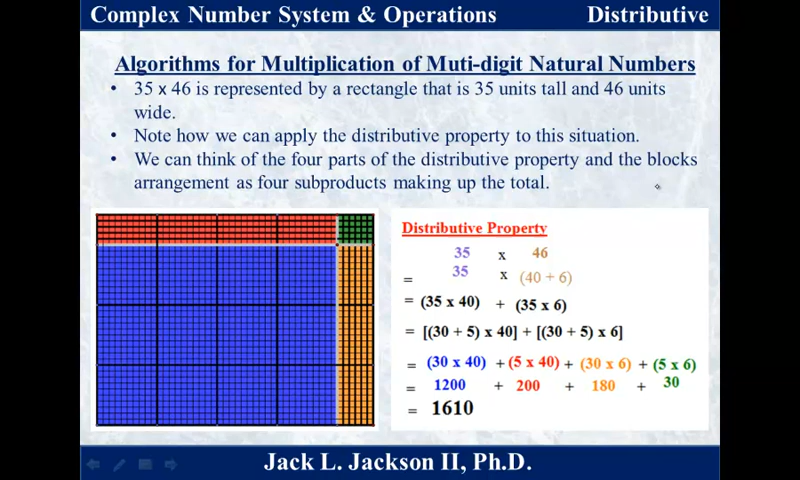 Complex Number System & Operations Distributive
Algorithms for Multiplication of Muti-digit Natural Numbers
• 35 x 46 is represented by a rectangle that is 35 units tall and 46 units
wide.
• Note how we can apply the distributive property to this situation.
• We can think of the four parts of the distributive property and the blocks
arrangement as four subproducts making up the total.
Distributive Property
35 x 46
= 35 x (40 + 6)
= (35 x 40) + (35 x 6)
= [(30 + 5) x 40] + [(30 + 5) x 6]
= (30 x 40) + (5 x 40) + (30 x 6) + (5 x 6)
= 1200 + 200 + 180 + 30
= 1610
Jack L. Jackson II, Ph.D.